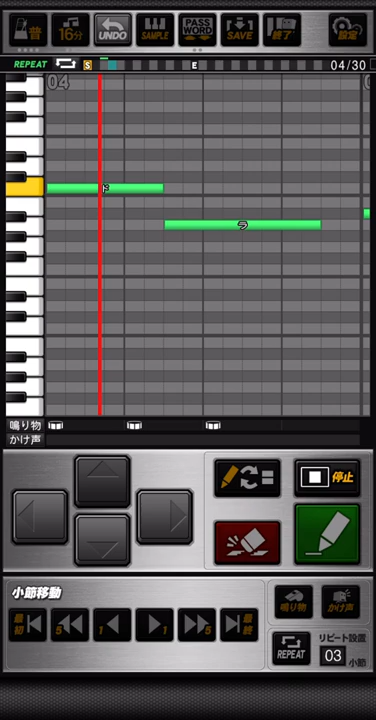 普 16分 UNDO SAMPLE PASS WORD SAVE 終了 設定
REPEAT S E 04/30
04 0
ド
ラ
鳴り物
かけ声
停止
小節移動
最初 5 1 1 5 最終
鳴り物 かけ声
REPEAT リピート設置
03 小節